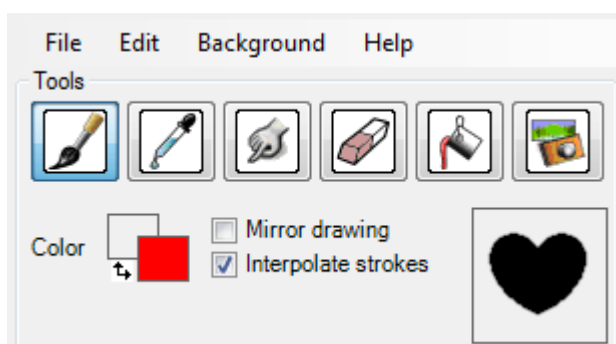 File Edit Background Help
Tools
Color
Mirror drawing
Interpolate strokes